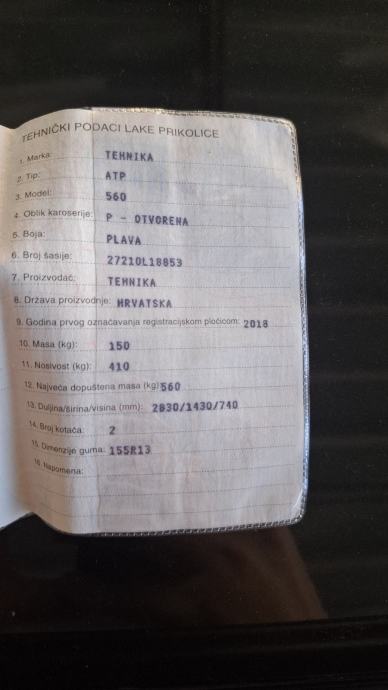 TEHNIČKI PODACI LAKE PRIKOLICE
1. Marka: TEHNIKA
2. Tip: ATP
3. Model: 560
4. Oblik karoserije: P - OTVORENA
5. Boja: PLAVA
6. Broj šasije: 27210L18853
7. Proizvođač: TEHNIKA
8. Država proizvodnje: HRVATSKA
9. Godina prvog označavanja registracijskom pločicom: 2018
10. Masa (kg): 150
11. Nosivost (kg): 410
12. Najveća dopuštena masa (kg) 560
13. Duljina/širina/visina (mm): 2830/1430/740
14. Broj kotača: 2
15. Dimenzije guma: 155R13
16. Napomena: